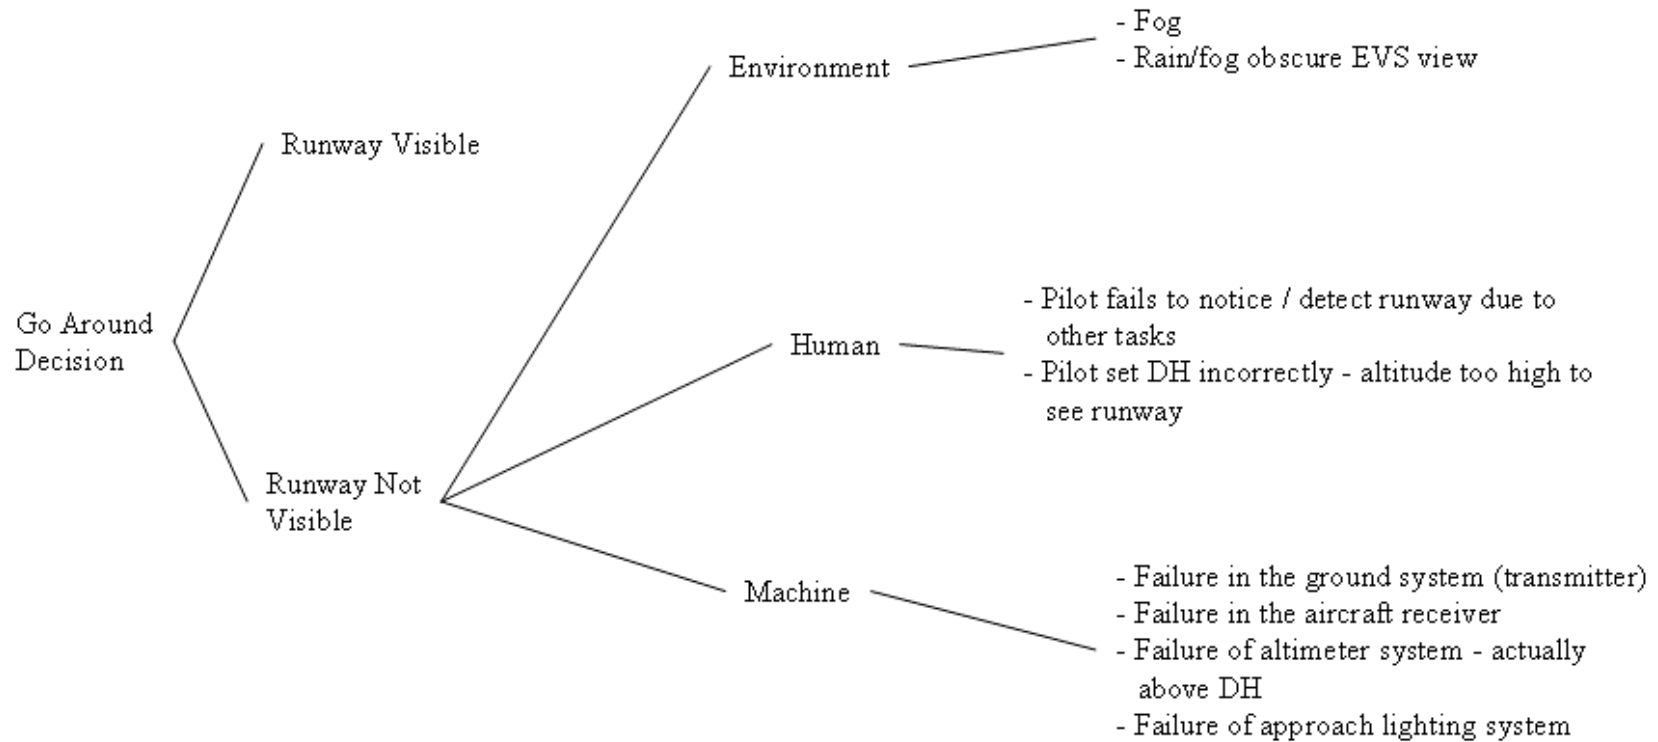 - Fog
- Rain/fog obscure EVS view
Environment
Runway Visible
Go Around
Decision
- Pilot fails to notice / detect runway due to
other tasks
- Pilot set DH incorrectly - altitude too high to
see runway
Human
Runway Not
Visible
Machine
- Failure in the ground system (transmitter)
- Failure in the aircraft receiver
- Failure of altimeter system - actually
above DH
- Failure of approach lighting system